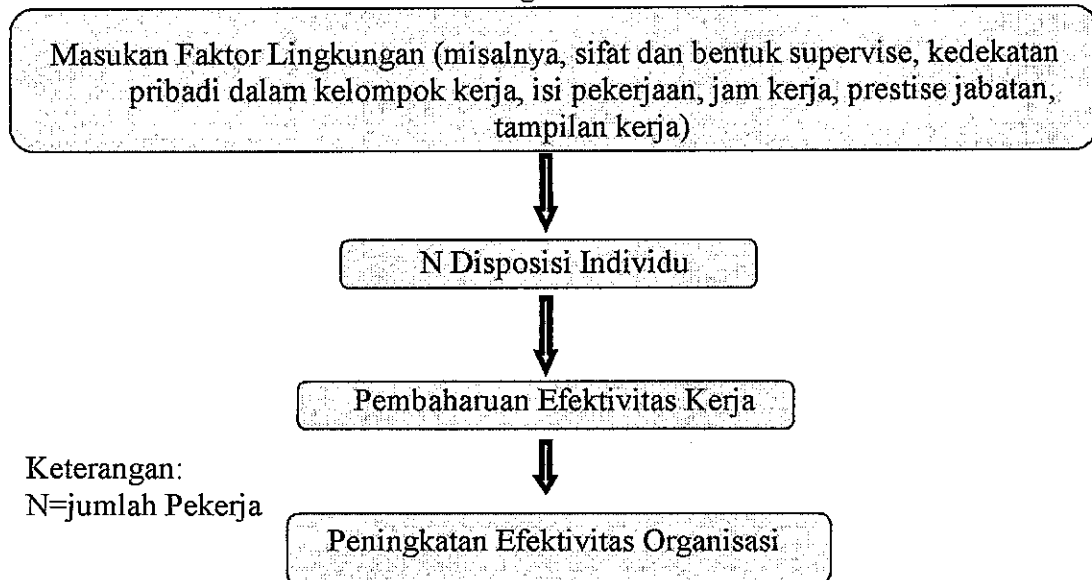 Masukan Faktor Lingkungan (misalnya, sifat dan bentuk supervise, kedekatan
pribadi dalam kelompok kerja, isi pekerjaan, jam kerja, prestise jabatan,
tampilan kerja)
N Disposisi Individu
Pembaharuan Efektivitas Kerja
Keterangan:
N=jumlah Pekerja
Peningkatan Efektivitas Organisasi